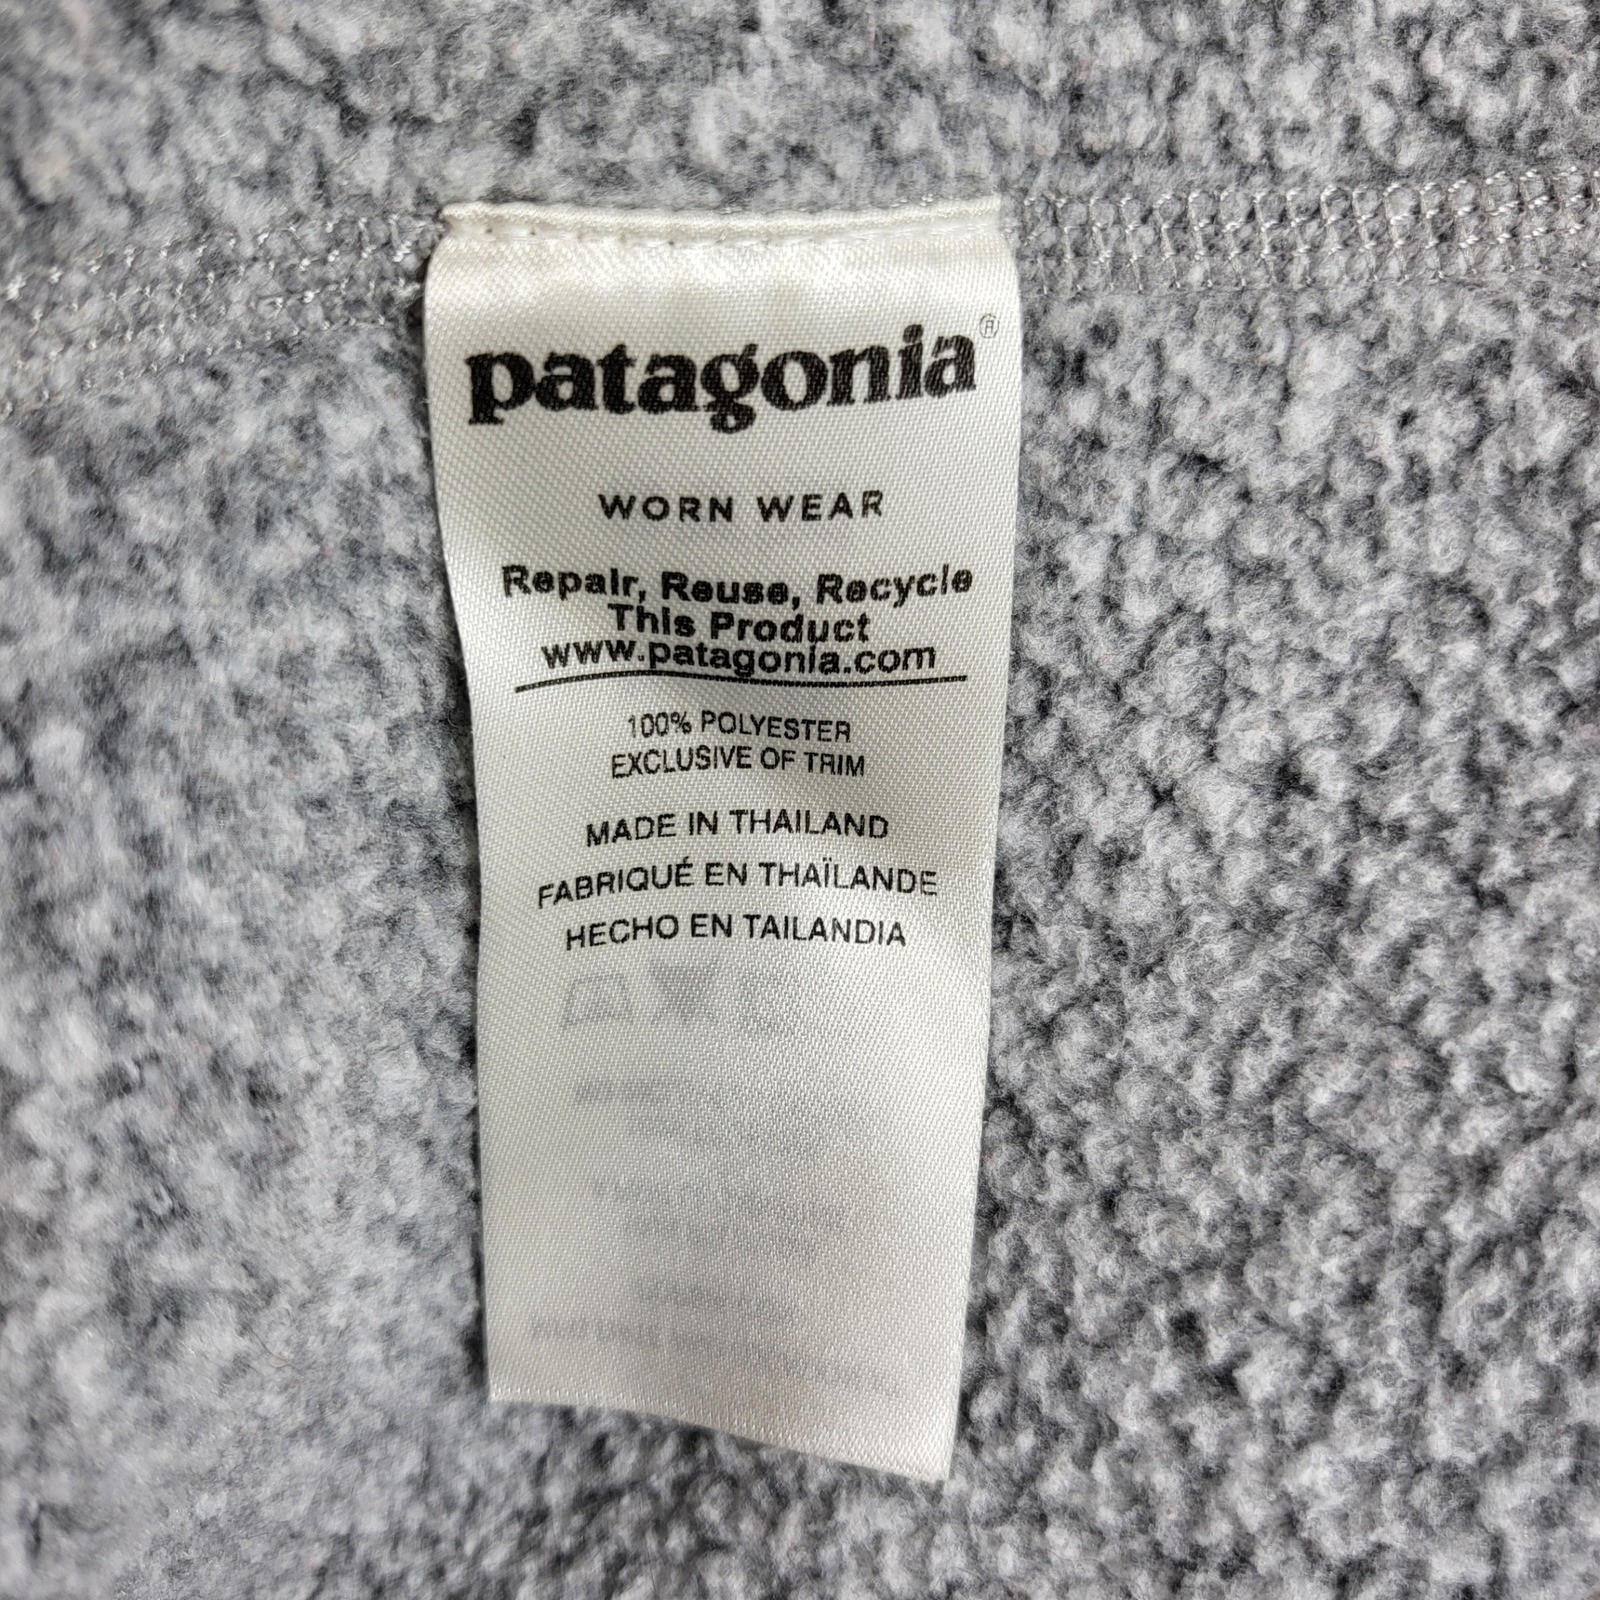 patagonia®
WORN WEAR
Repair, Reuse, Recycle
This Product
www.patagonia.com
100% POLYESTER
EXCLUSIVE OF TRIM
MADE IN THAILAND
FABRIQUÉ EN THAÏLANDE
HECHO EN TAILANDIA